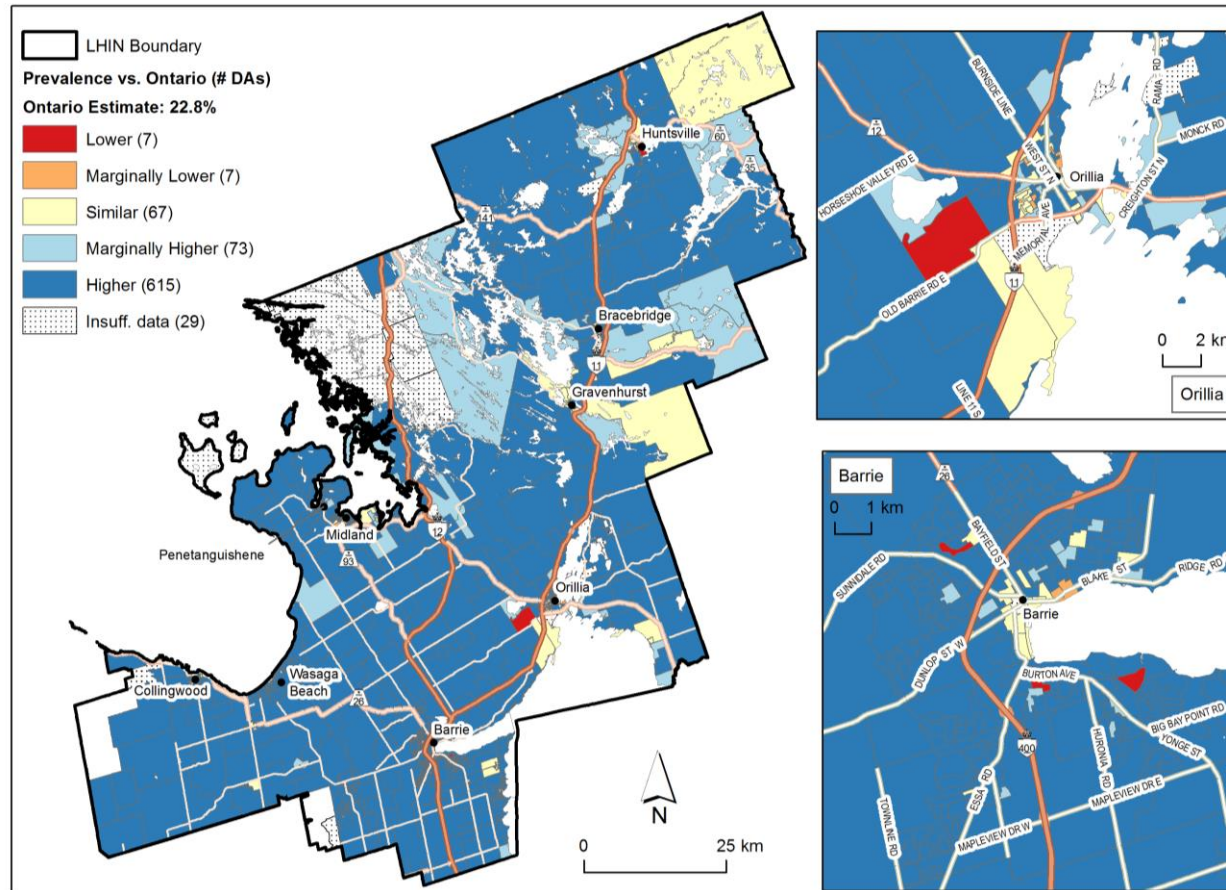 LHIN Boundary
Prevalence vs. Ontario (# DAs)
Ontario Estimate: 22.8%
Lower (7)
Marginally Lower (7)
Similar (67)
Marginally Higher (73)
Higher (615)
Insuff. data (29)
Huntsville
60
35
141
Bracebridge
11
Gravenhurst
Midland
12
93
Penetanguishene
Orillia
Collingwood
Wasaga
Beach
26
Barrie
N
0
25 km
BURNSIDE LINE
RAMA RD
12
MONCK RD
WEST ST N
HORSESHOE VALLEY RD E
Orillia
CREIGHTON ST N
MEMORIAL AVE
OLD BARRIE RD E
11
LINE 11 S
0 2 km
Orillia
Barrie
0 1 km
26
BAYFIELD ST
SUNNIDALE RD
BLAKE ST
RIDGE RD
Barrie
DUNLOP ST W
BURTON AVE
BIG BAY POINT RD
400
HURONIA RD
YONGE ST
ESSA RD
TOWNLINE RD
MAPLEVIEW DR E
MAPLEVIEW DR W